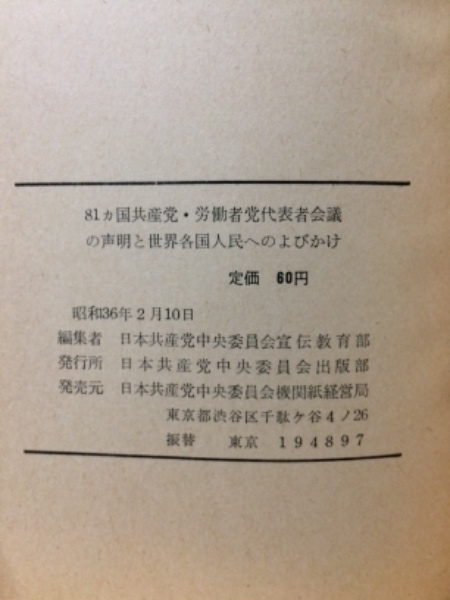 81ヵ国共産党・労働者党代表者会議
の声明と世界各国人民へのよびかけ
定価 60円
昭和36年2月10日
編集者 日本共産党中央委員会宣伝教育部
発行所 日本共産党中央委員会出版部
発売元 日本共産党中央委員会機関紙経営局
東京都渋谷区千駄ケ谷4ノ26
振替 東京 194897